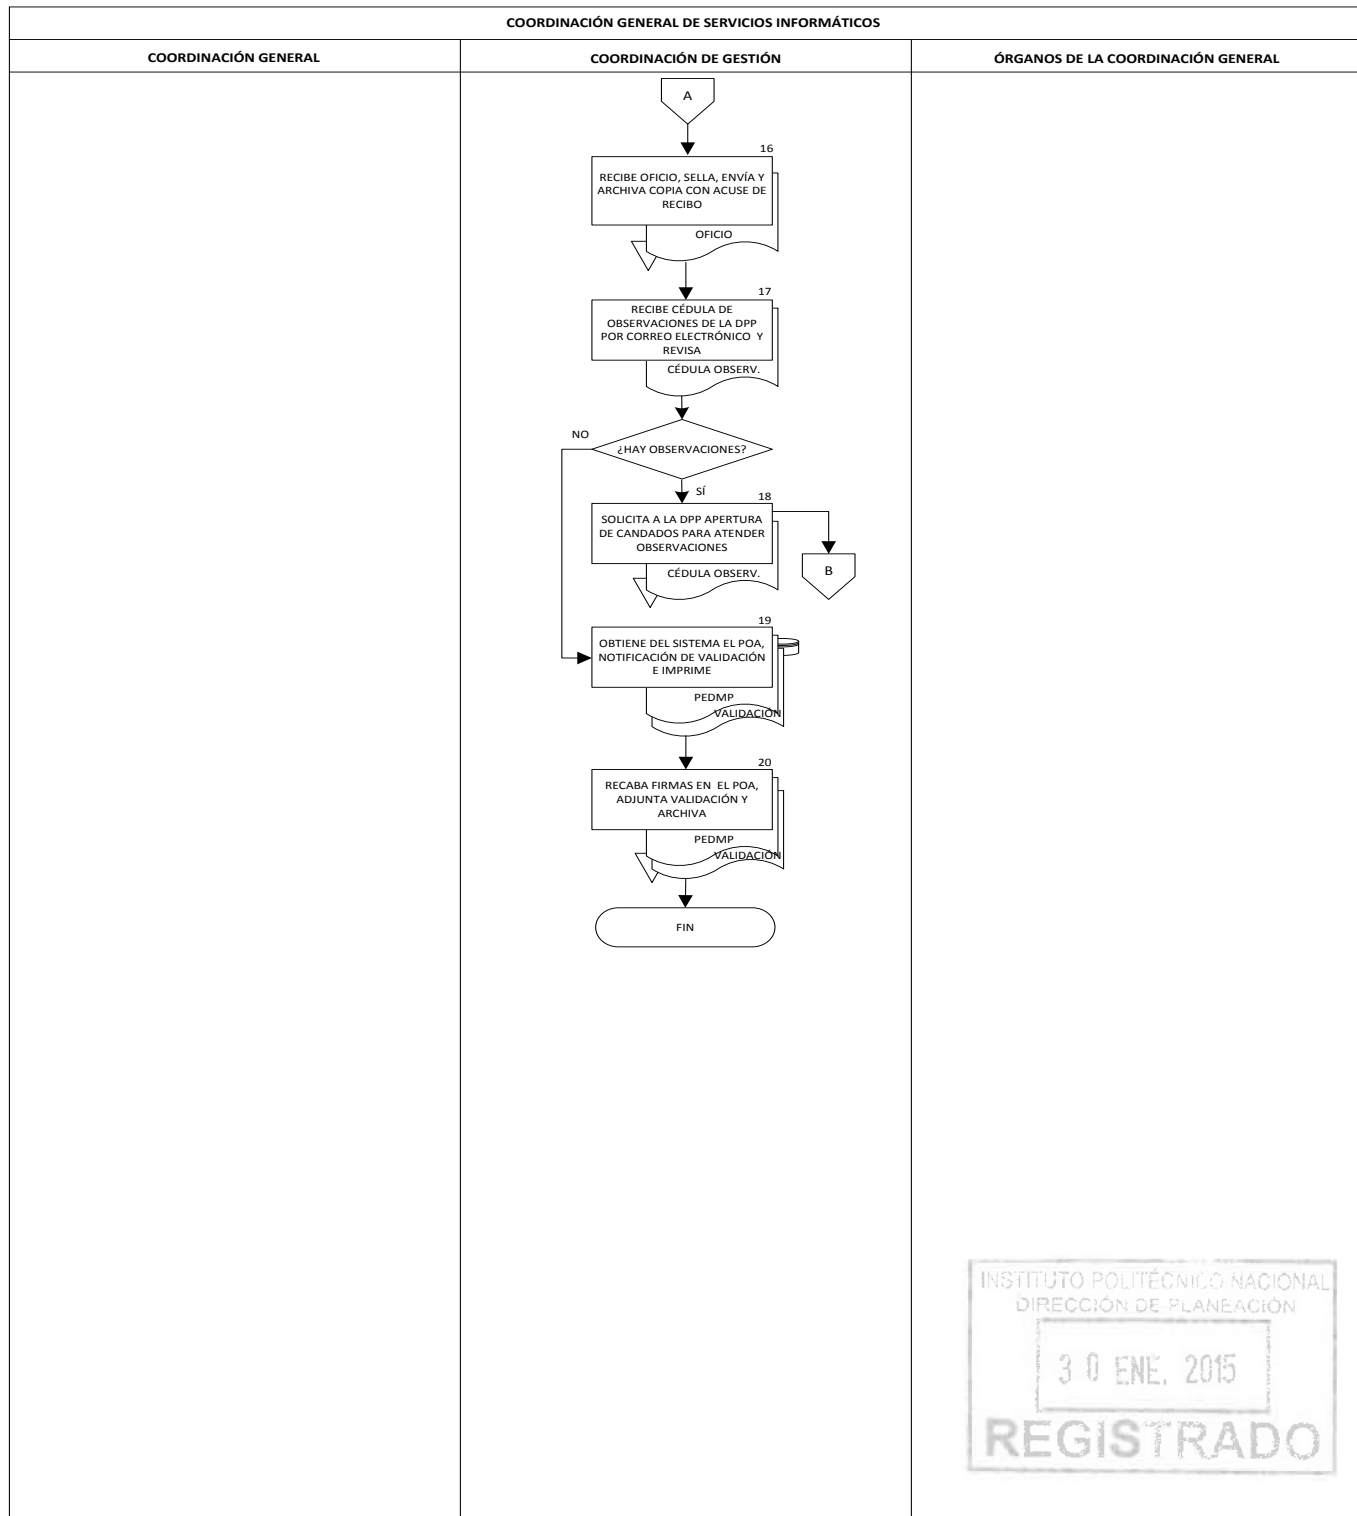 COORDINACIÓN GENERAL DE SERVICIOS INFORMÁTICOS
COORDINACIÓN GENERAL
COORDINACIÓN DE GESTIÓN
ÓRGANOS DE LA COORDINACIÓN GENERAL
A
16
RECIBE OFICIO, SELLA, ENVÍA Y
ARCHIVA COPIA CON ACUSE DE
RECIBO
OFICIO
17
RECIBE CÉDULA DE
OBSERVACIONES DE LA DPP
POR CORREO ELECTRÓNICO Y
REVISA
CÉDULA OBSERV.
NO
¿HAY OBSERVACIONES?
SÍ
18
SOLICITA A LA DPP APERTURA
DE CANDADOS PARA ATENDER
OBSERVACIONES
CÉDULA OBSERV.
B
19
OBTIENE DEL SISTEMA EL POA,
NOTIFICACIÓN DE VALIDACIÓN
E IMPRIME
PEDMP
VALIDACIÓN
20
RECABA FIRMAS EN EL POA,
ADJUNTA VALIDACIÓN Y
ARCHIVA
PEDMP
VALIDACIÓN
FIN
INSTITUTO POLITÉCNICO NACIONAL
DIRECCIÓN DE PLANEACIÓN
3 0 ENE. 2015
REGISTRADO